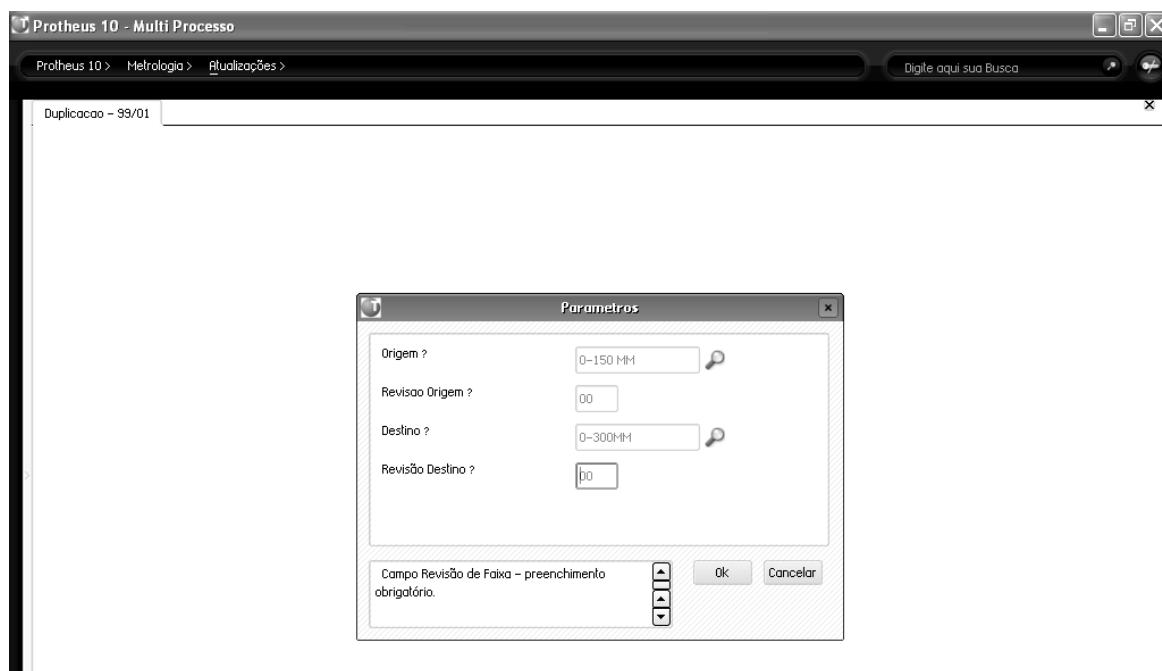 Protheus 10 - Multi Processo
Protheus 10 > Metrologia > Atualizações >
Digite aqui sua Busca
Duplicacao – 99/01
Parametros
Origem ?
0-150 MM
Revisao Origem ?
00
Destino ?
0-300MM
Revisão Destino ?
00
Campo Revisão de Faixa – preenchimento
obrigatório.
Ok
Cancelar